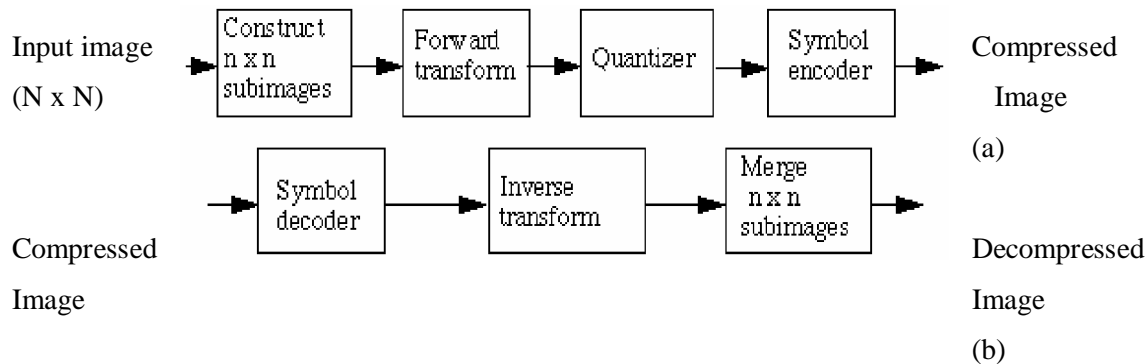 Input image
(N x N)
Construct
n x n
subimages
Forward
transform
Quantizer
Symbol
encoder
Compressed
Image
(a)
Compressed
Image
Symbol
decoder
Inverse
transform
Merge
n x n
subimages
Decompressed
Image
(b)